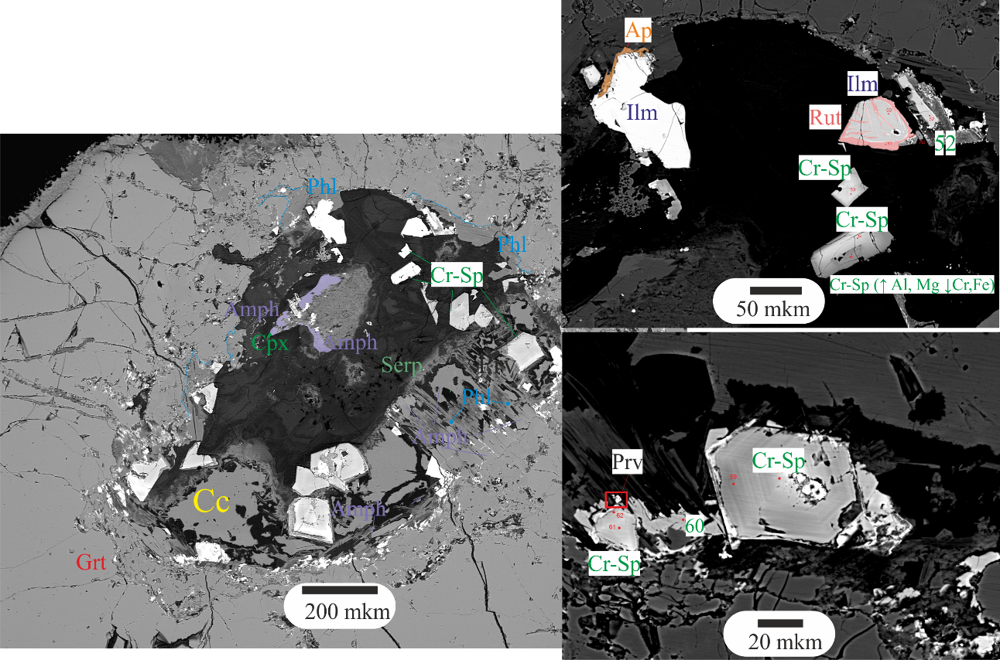 Phl
Phl
Cr-Sp
Amph
Cpx
Amph
Serp
Phl
Amph
Cc
Amph
Grt
200 mkm
Ap
Ilm
Ilm
Rut
52
Cr-Sp
Cr-Sp
Cr-Sp (↑ Al, Mg ↓Cr,Fe)
50 mkm
Prv
Cr-Sp
59
62
61
60
Cr-Sp
20 mkm